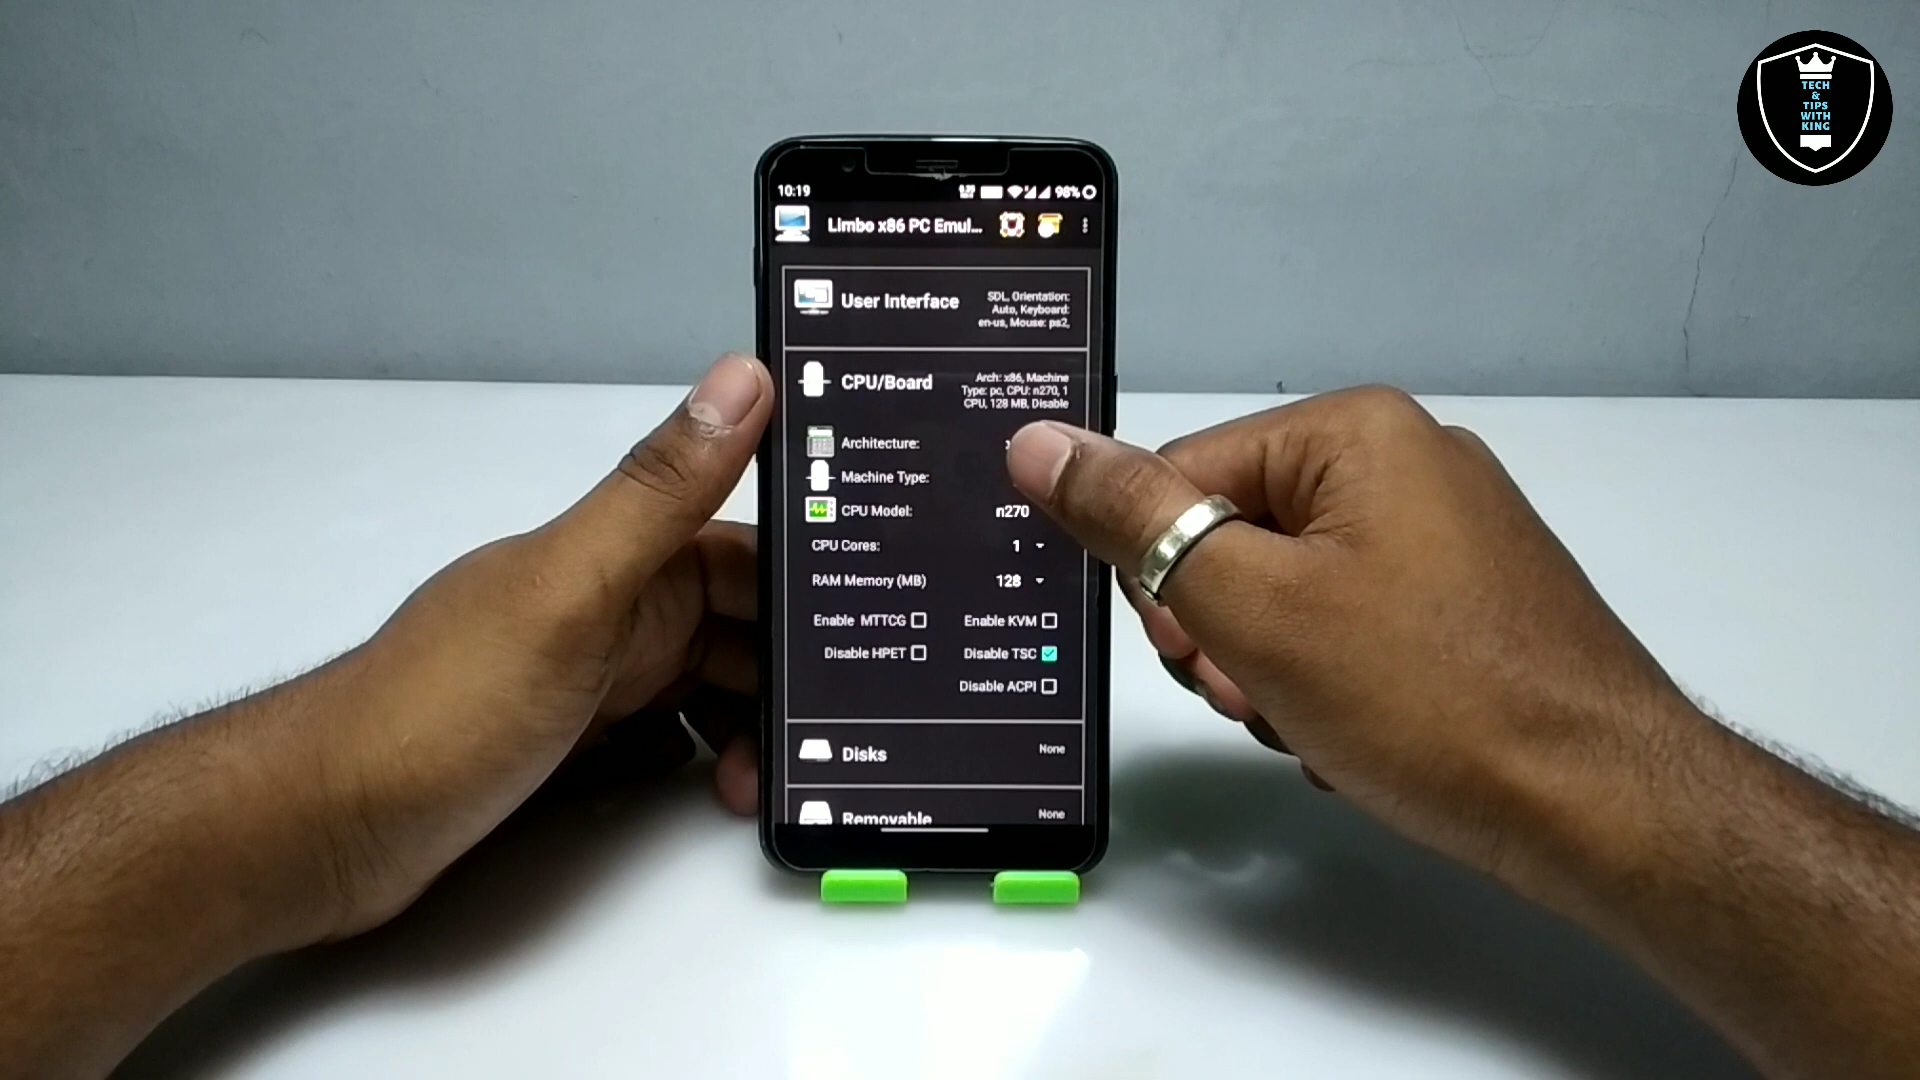 TECH
&
TIPS
WITH
KING
10:19
98%
Limbo x86 PC Emul...
User Interface
SDL, Orientation:
Auto, Keyboard:
en-us, Mouse: ps2,
CPU/Board
Arch: x86, Machine
Type: pc, CPU: n270, 1
CPU, 128 MB, Disable
Architecture:
Machine Type:
CPU Model: n270
CPU Cores: 1
RAM Memory (MB) 128
Enable MTTCG Enable KVM
Disable HPET Disable TSC
Disable ACPI
Disks None
Removable None